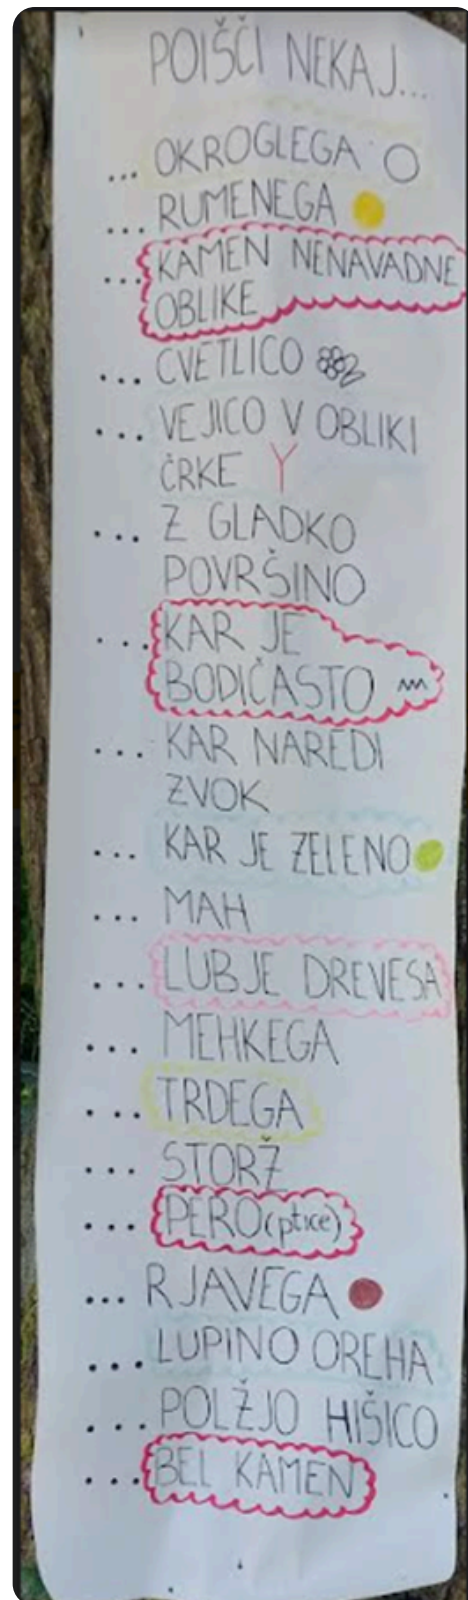 POIŠČI NEKAJ...
... OKROGLEGA
... RUMENEGA
... KAMEN NENAVADNE
OBLIKE
... CVETLICO
... VEJICO V OBLIKI
ČRKE Y
... Z GLADKO
POVRŠINO
... KAR JE
BODIČASTO
... KAR NAREDI
ZVOK
... KAR JE ZELENO
... MAH
... LUBJE DREVESA
... MEHKEGA
... TRDEGA
... STORŽ
... PERO (ptice)
... RJAVEGA
... LUPINO OREHA
... POLŽJO HIŠICO
... BEL KAMEN